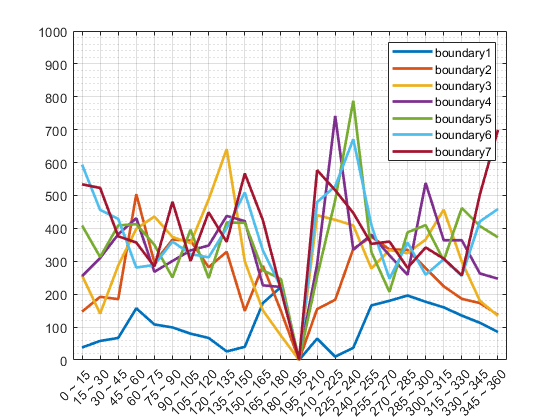 1000
900
800
700
600
500
400
300
200
100
0
boundary1
boundary2
boundary3
boundary4
boundary5
boundary6
boundary7
0 ~ 15
15 ~ 30
30 ~ 45
45 ~ 60
60 ~ 75
75 ~ 90
90 ~ 105
105 ~ 120
120 ~ 135
135 ~ 150
150 ~ 165
165 ~ 180
180 ~ 195
195 ~ 210
210 ~ 225
225 ~ 240
240 ~ 255
255 ~ 270
270 ~ 285
285 ~ 300
300 ~ 315
315 ~ 330
330 ~ 345
345 ~ 360